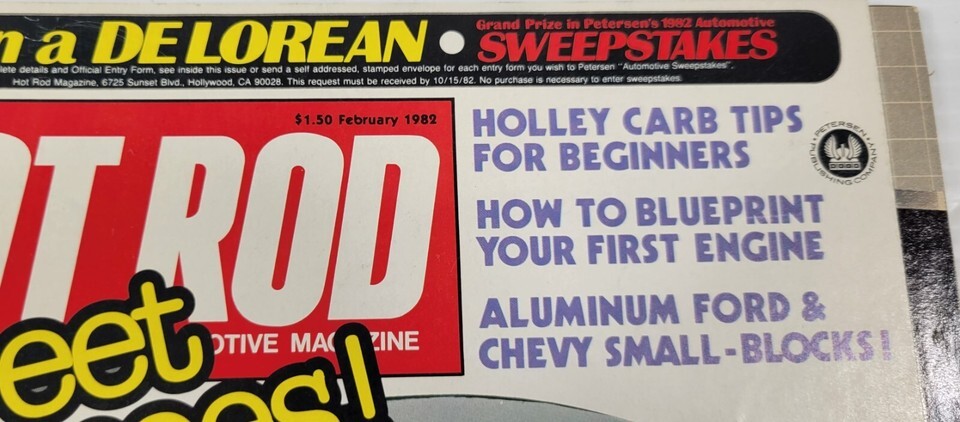 n a DE LOREAN • Grand Prize in Petersen's 1982 Automotive
SWEEPSTAKES
lete details and Official Entry Form, see inside this issue or send a self addressed, stamped envelope for each entry form you wish to Petersen "Automotive Sweepstakes",
Hot Rod Magazine, 6725 Sunset Blvd., Hollywood, CA 90028. This request must be received by 10/15/82. No purchase is necessary to enter sweepstakes.
$1.50 February 1982
OT ROD
OTIVE MAGAZINE
eet
es!
HOLLEY CARB TIPS
FOR BEGINNERS
PETERSEN PUBLISHING COMPANY
HOW TO BLUEPRINT
YOUR FIRST ENGINE
ALUMINUM FORD &
CHEVY SMALL-BLOCKS!